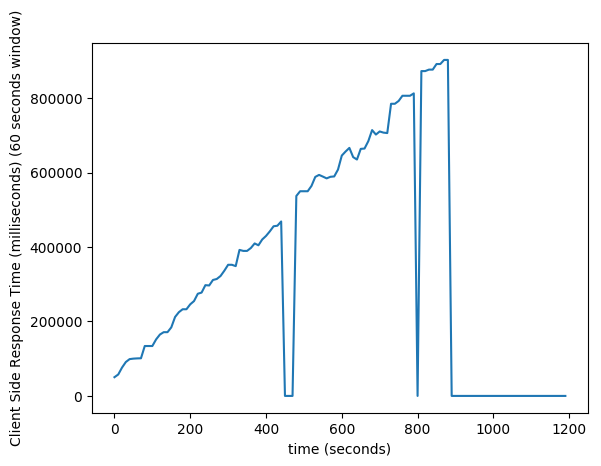 Client Side Response Time (milliseconds) (60 seconds window)
800000
600000
400000
200000
0
0 200 400 600 800 1000 1200
time (seconds)